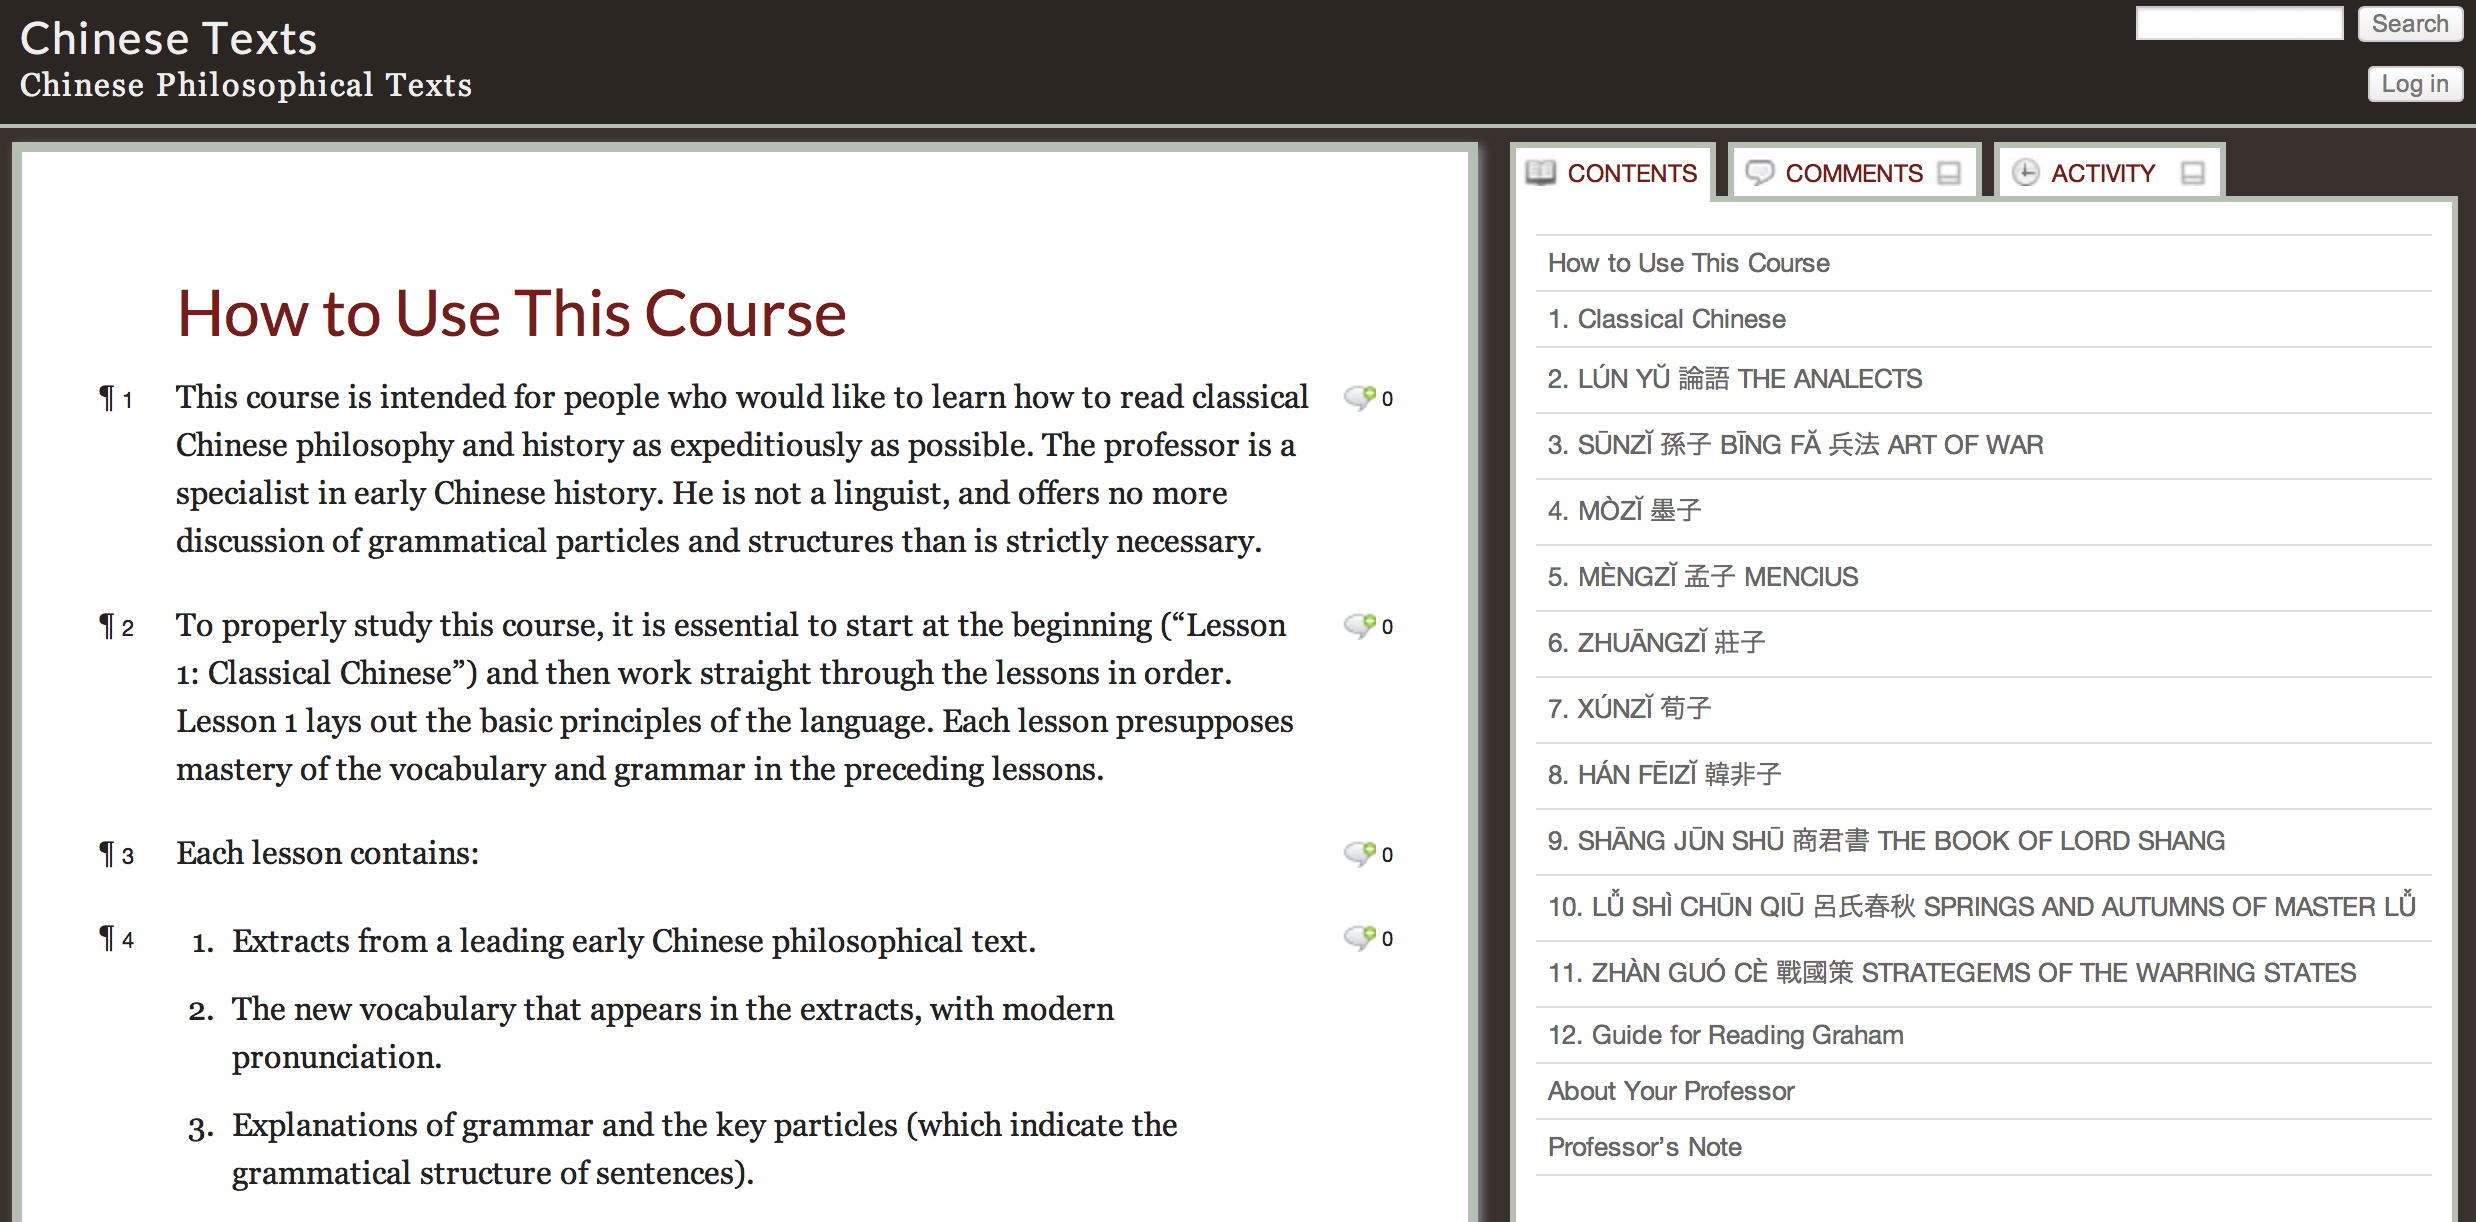 Chinese Texts
Chinese Philosophical Texts
Search
Log in
How to Use This Course
¶ 1 This course is intended for people who would like to learn how to read classical 0
Chinese philosophy and history as expeditiously as possible. The professor is a
specialist in early Chinese history. He is not a linguist, and offers no more
discussion of grammatical particles and structures than is strictly necessary.
¶ 2 To properly study this course, it is essential to start at the beginning (“Lesson 0
1: Classical Chinese”) and then work straight through the lessons in order.
Lesson 1 lays out the basic principles of the language. Each lesson presupposes
mastery of the vocabulary and grammar in the preceding lessons.
¶ 3 Each lesson contains: 0
¶ 4 1. Extracts from a leading early Chinese philosophical text. 0
2. The new vocabulary that appears in the extracts, with modern
pronunciation.
3. Explanations of grammar and the key particles (which indicate the
grammatical structure of sentences).
CONTENTS COMMENTS ACTIVITY
How to Use This Course
1. Classical Chinese
2. LÚN YŬ 論語 THE ANALECTS
3. SŪNZĬ 孫子 BĪNG FĂ 兵法 ART OF WAR
4. MÒZĬ 墨子
5. MÈNGZĬ 孟子 MENCIUS
6. ZHUĀNGZĬ 莊子
7. XÚNZĬ 荀子
8. HÁN FĒIZĬ 韓非子
9. SHĀNG JŪN SHŪ 商君書 THE BOOK OF LORD SHANG
10. LǙ SHÌ CHŪN QIŪ 呂氏春秋 SPRINGS AND AUTUMNS OF MASTER LǙ
11. ZHÀN GUÓ CÈ 戰國策 STRATEGEMS OF THE WARRING STATES
12. Guide for Reading Graham
About Your Professor
Professor’s Note